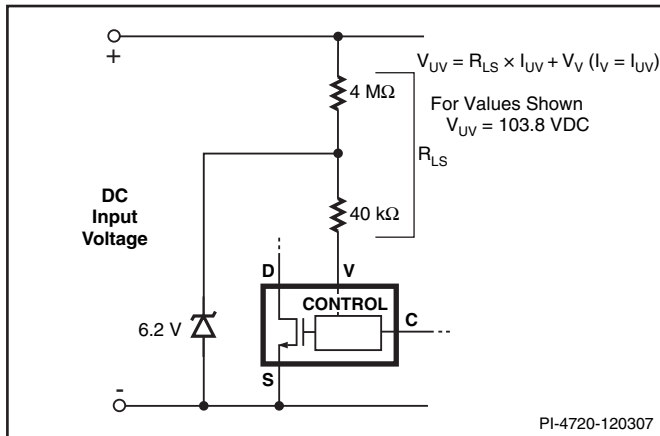 +
V_UV = R_LS × I_UV + V_V (I_V = I_UV)
4 MΩ
For Values Shown
V_UV = 103.8 VDC
R_LS
DC
Input
Voltage
40 kΩ
D
V
CONTROL
C
6.2 V
S
-
PI-4720-120307